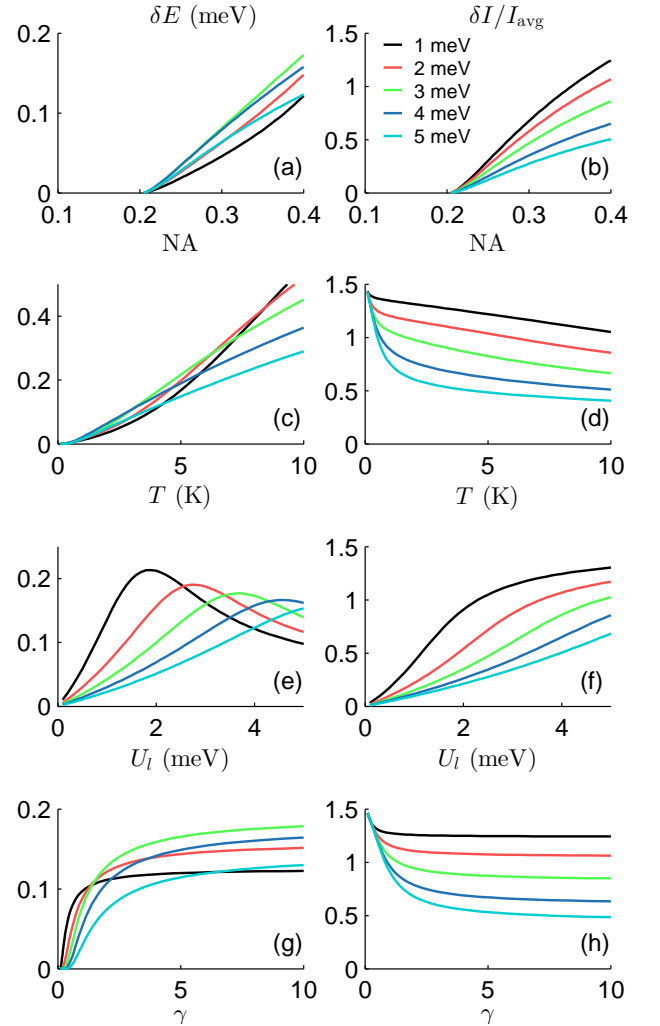 δE (meV)
δI/I_avg
0.2
0.1
0
(a)
0.1 0.2 0.3 0.4
NA
1.5
1
0.5
0
1 meV
2 meV
3 meV
4 meV
5 meV
(b)
0.1 0.2 0.3 0.4
NA
0.4
0.2
0
(c)
0 5 10
T (K)
1.5
1
0.5
0
(d)
0 5 10
T (K)
0.2
0.1
0
(e)
0 2 4
U_l (meV)
1.5
1
0.5
0
(f)
0 2 4
U_l (meV)
0.2
0.1
0
(g)
0 5 10
γ
1.5
1
0.5
0
(h)
0 5 10
γ